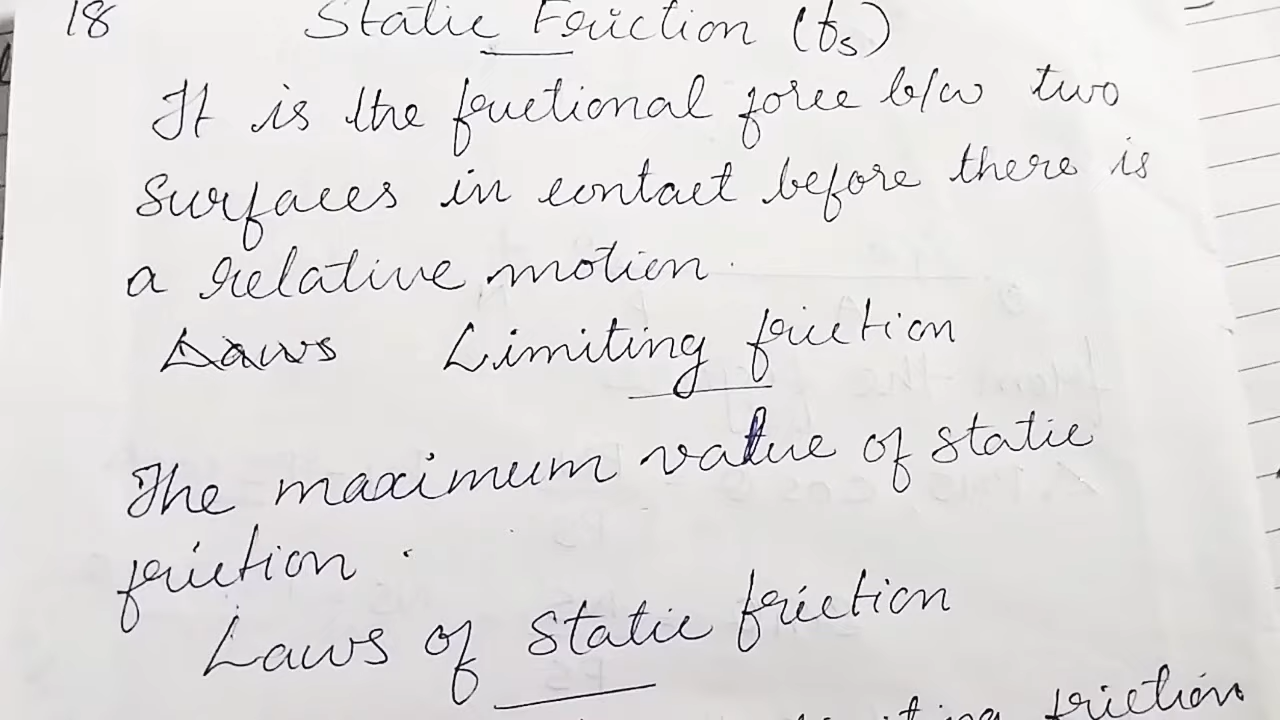 18 Static Friction (fs)
It is the frictional force b/w two
surfaces in contact before there is
a relative motion.
Laws Limiting friction
The maximum value of static
friction.
Laws of static friction
friction